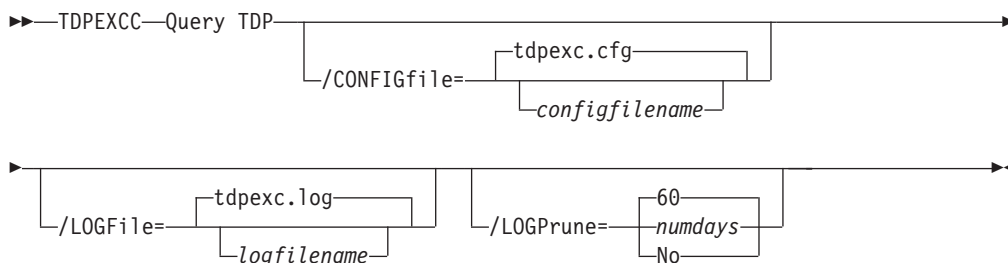 TDPEXCC Query TDP
/CONFIGfile=
tdpexc.cfg
configfilename
/LOGFile=
tdpexc.log
logfilename
/LOGPrune=
60
numdays
No